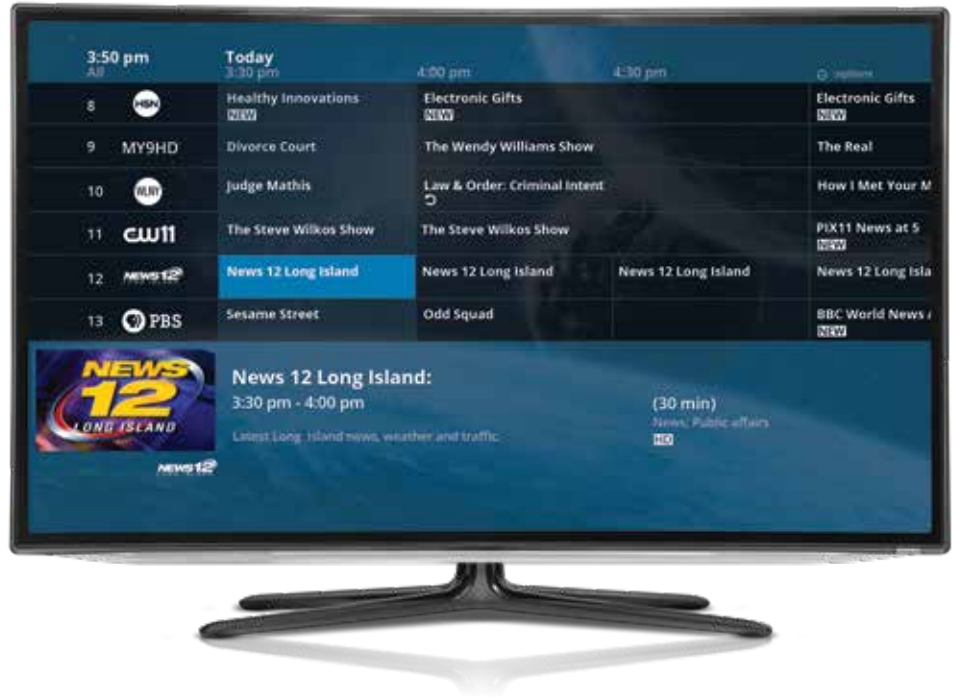 3:50 pm
All
Today
3:30 pm
4:00 pm
4:30 pm
options
8
HSN
Healthy Innovations
NEW
Electronic Gifts
NEW
Electronic Gifts
NEW
9
MY9HD
Divorce Court
The Wendy Williams Show
The Real
10
WLNY
Judge Mathis
Law & Order: Criminal Intent
How I Met Your M
11
CW11
The Steve Wilkos Show
The Steve Wilkos Show
PIX11 News at 5
NEW
12
NEWS12
News 12 Long Island
News 12 Long Island
News 12 Long Island
News 12 Long Isla
13
PBS
Sesame Street
Odd Squad
BBC World News
NEW
NEWS
12
LONG ISLAND
News 12 Long Island:
3:30 pm - 4:00 pm
(30 min)
News, Public affairs
HD
Latest Long Island news, weather and traffic.
NEWS12